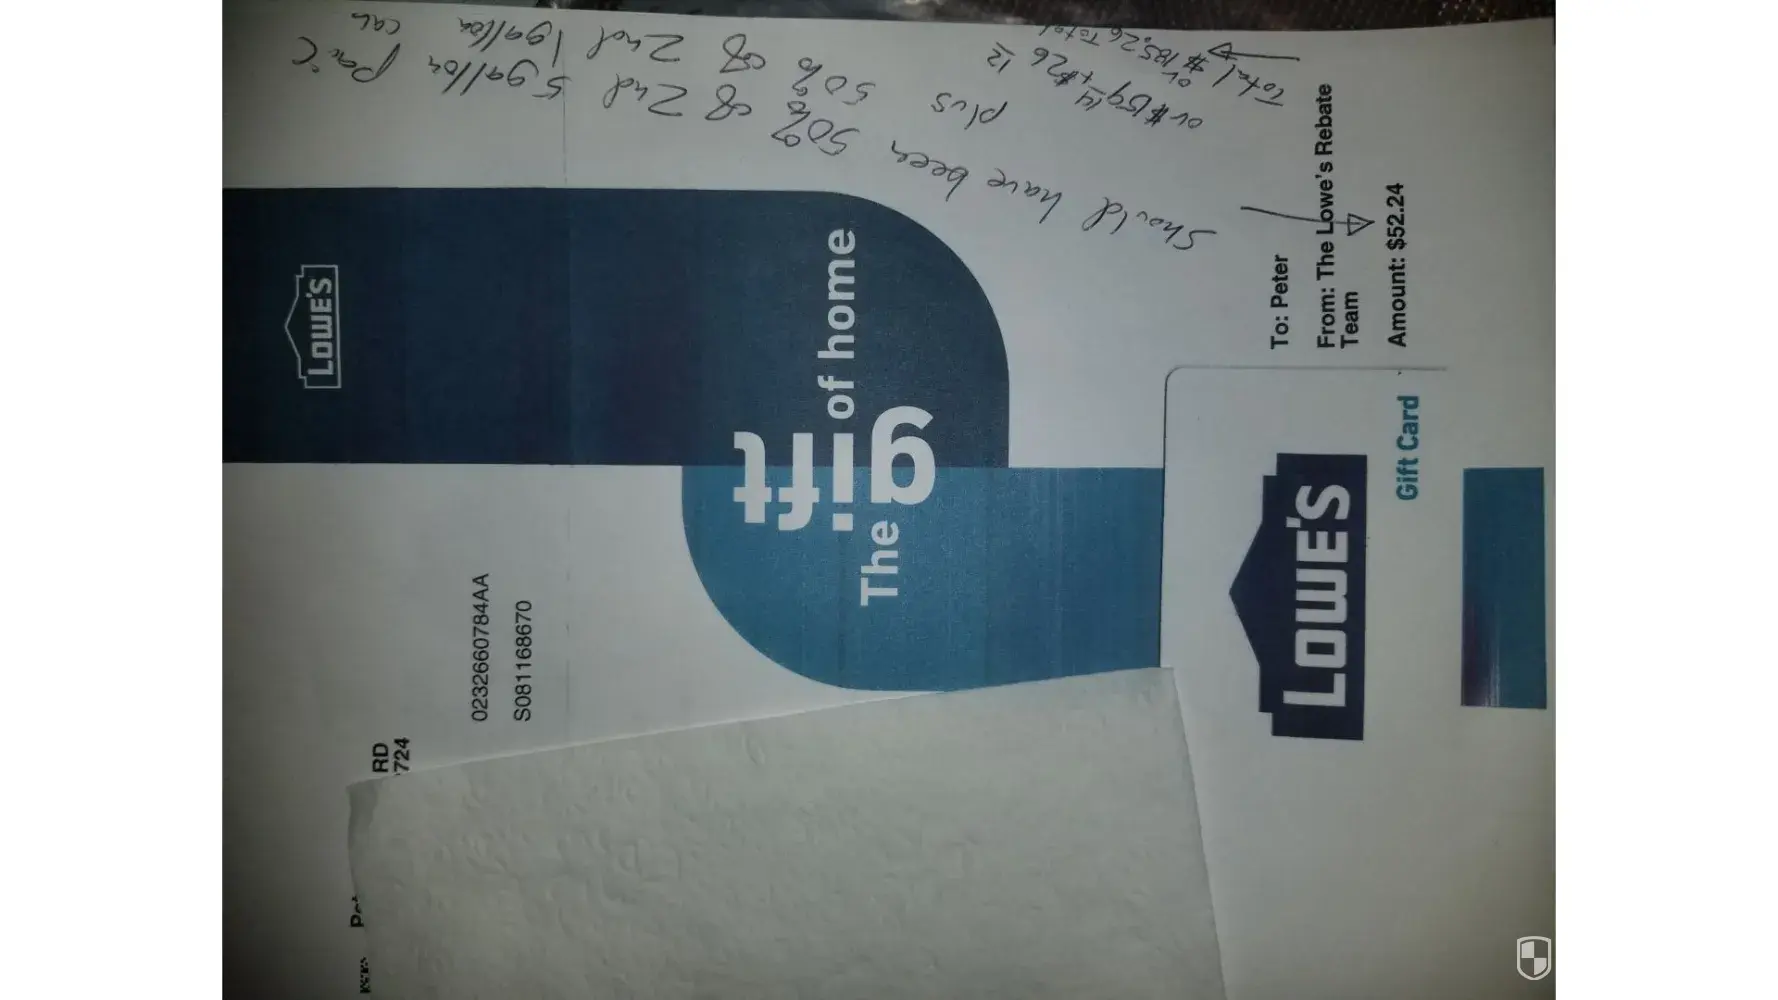 Should have been 50% of 2nd 5 gallon pail
plus 50% of 2nd 1 gallon can
or $159.14 + $26.12
or
Total $185.26 Total
To: Peter
From: The Lowe's Rebate
Team
Amount: $52.24
LOWE'S
The gift of home
LOWE'S
Gift Card
RD
724
0232660784AA
S081168670